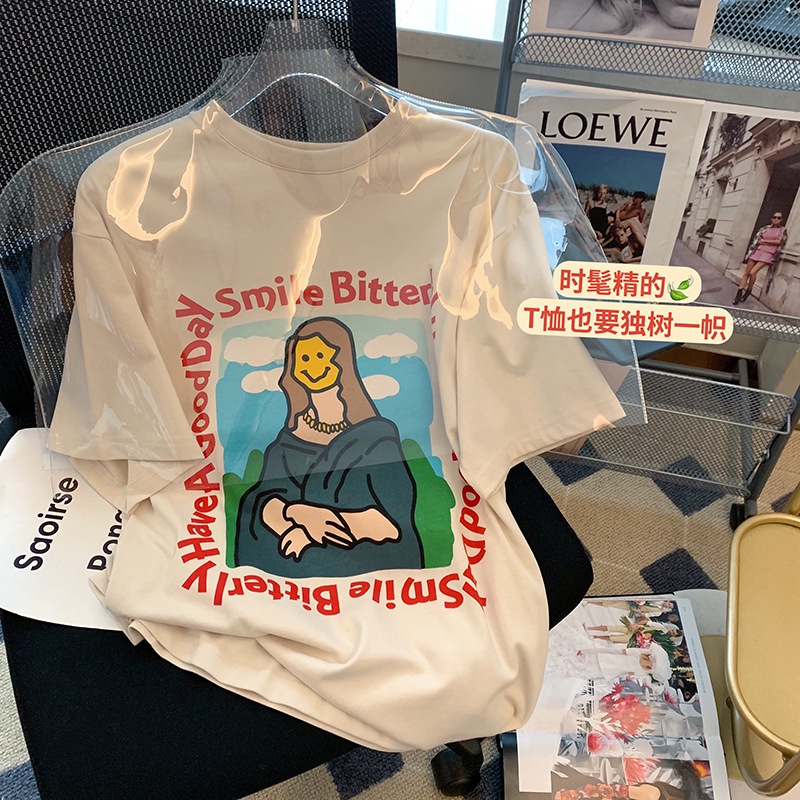 LOEWE
时髦精的
T恤也要独树一帜
Smile Bitter
Have A Good Day
Smile Bitterly
Saoirse